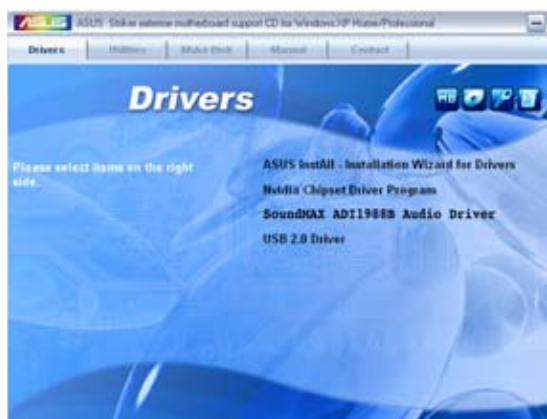 ASUS ASUS Striker extreme motherboard support CD for Windows XP Home/Professional
Drivers Utilities Make Disk Manual Contact
Drivers
Please select items on the right
side.
ASUS InstAll - Installation Wizard for Drivers
Nvidia Chipset Driver Program
SoundMAX ADI1988B Audio Driver
USB 2.0 Driver